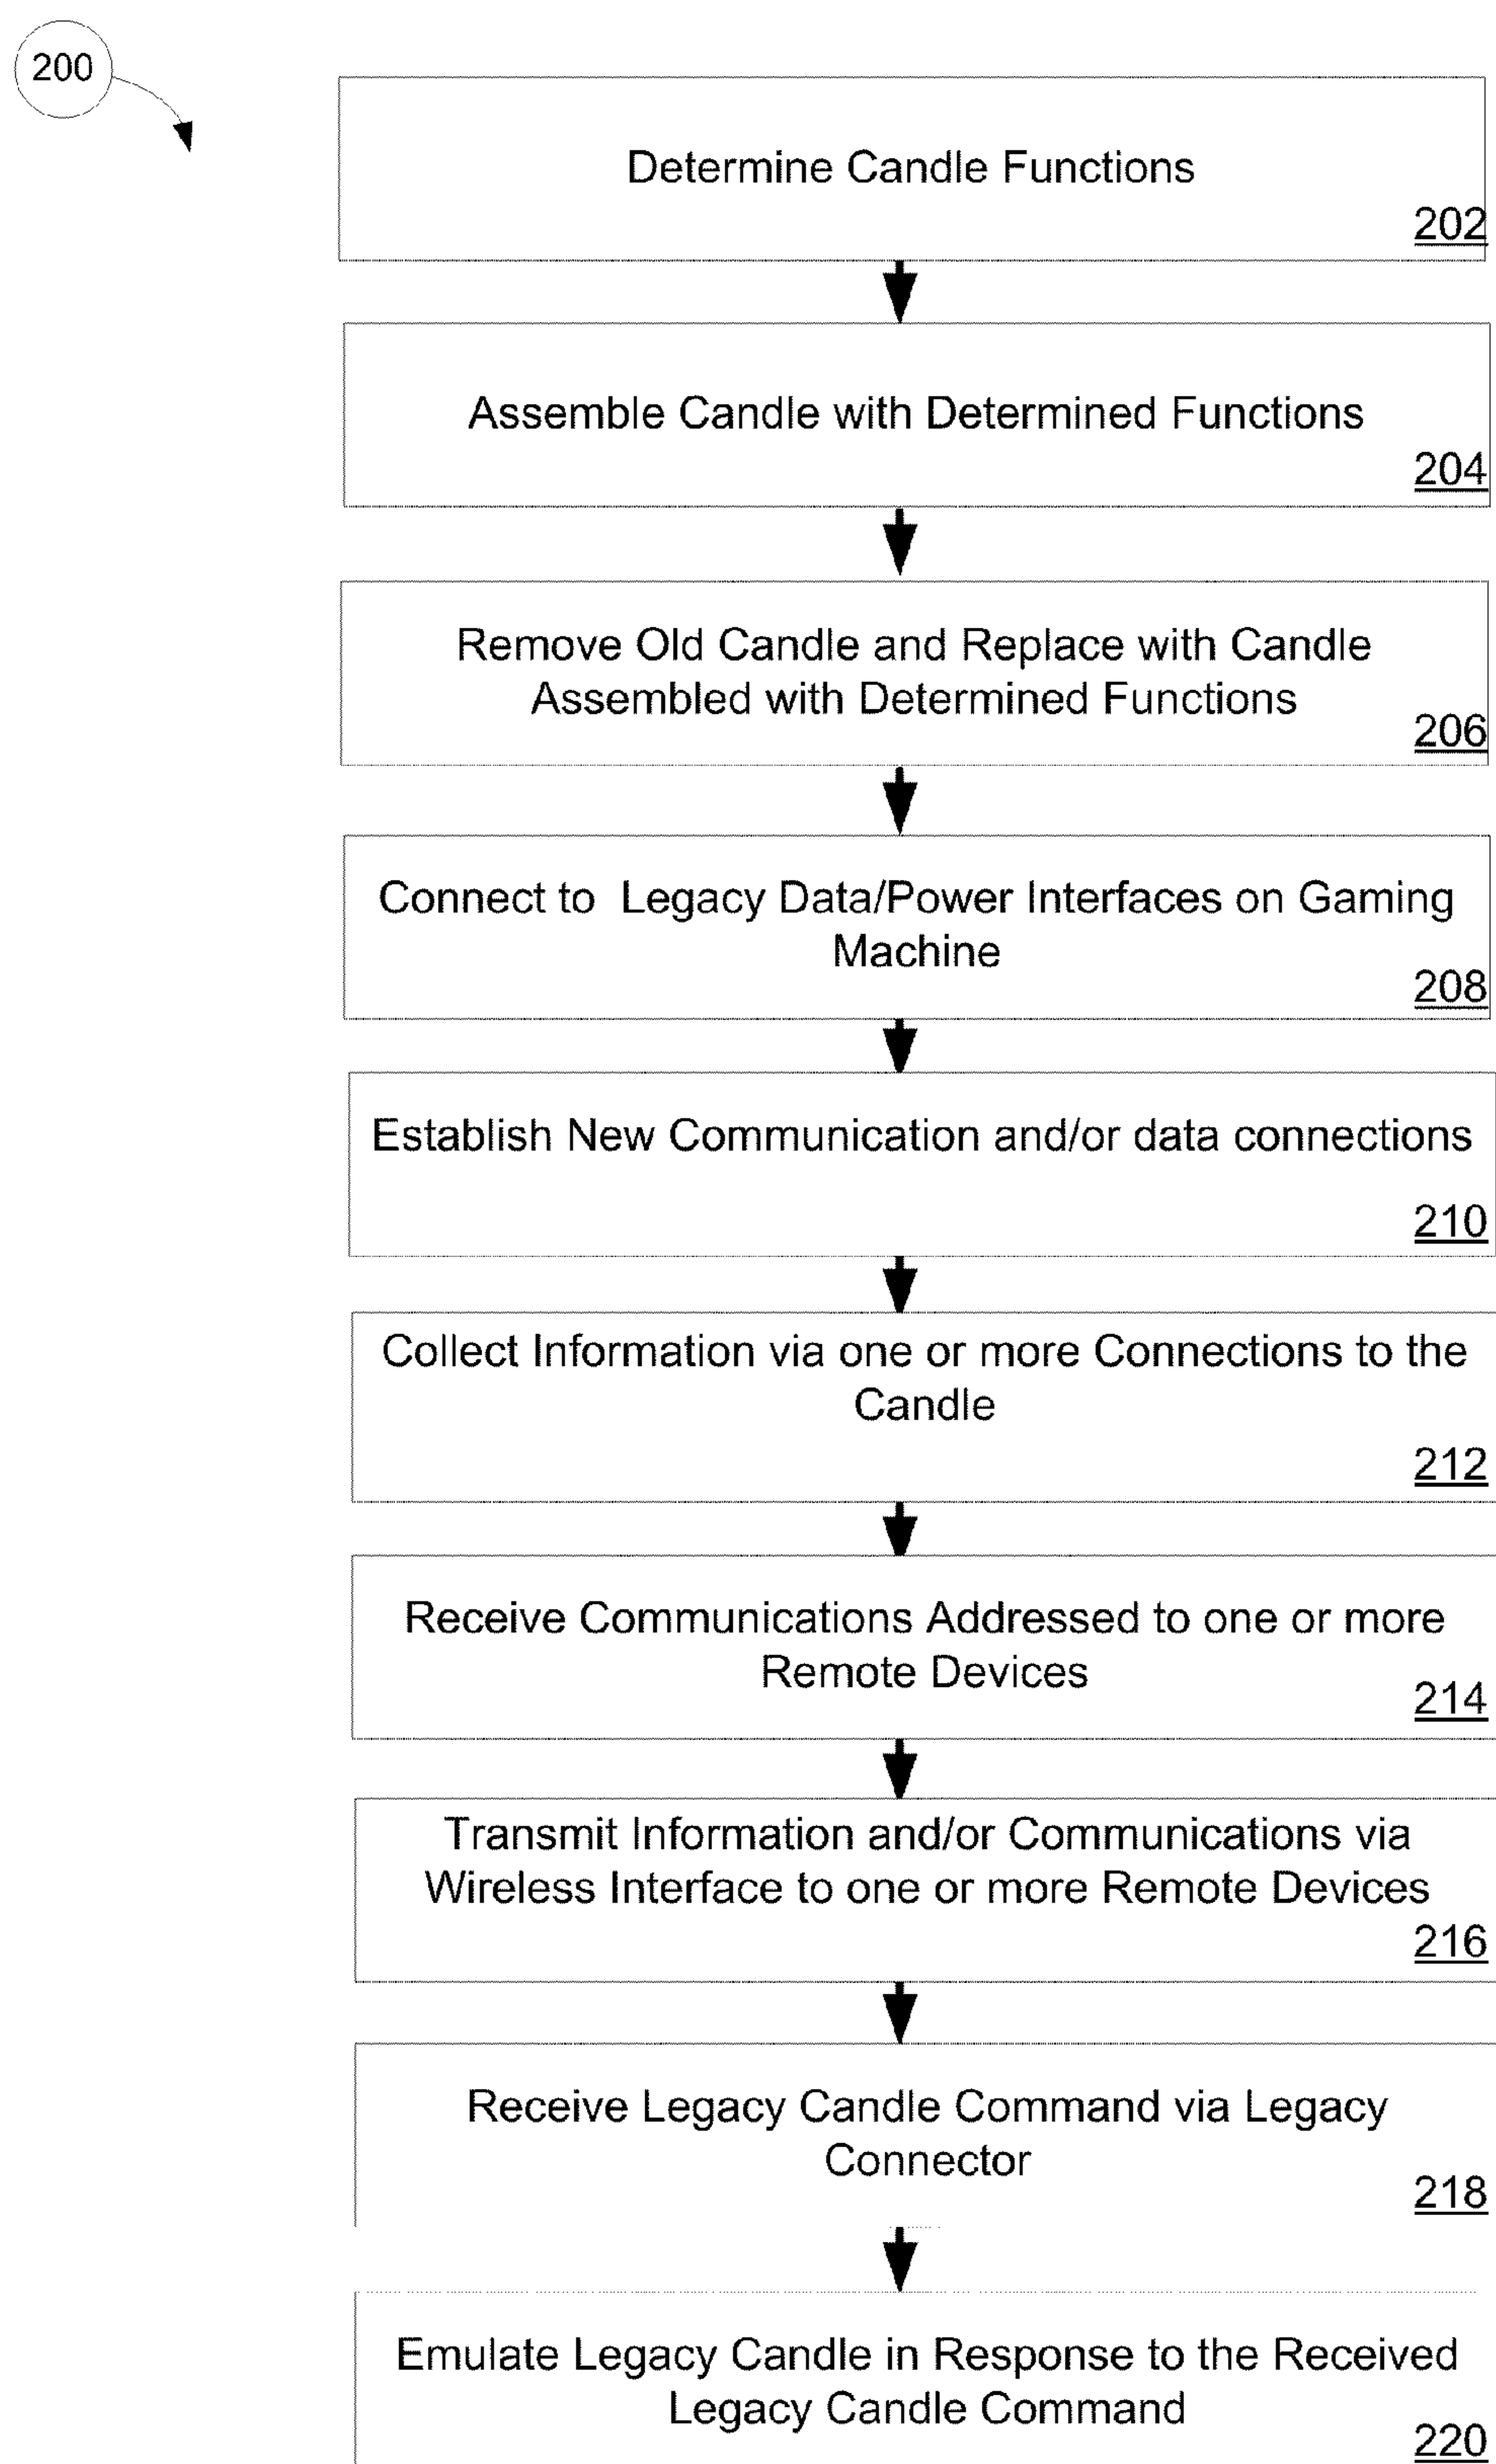 200
Determine Candle Functions
202
Assemble Candle with Determined Functions
204
Remove Old Candle and Replace with Candle
Assembled with Determined Functions
206
Connect to Legacy Data/Power Interfaces on Gaming
Machine
208
Establish New Communication and/or data connections
210
Collect Information via one or more Connections to the
Candle
212
Receive Communications Addressed to one or more
Remote Devices
214
Transmit Information and/or Communications via
Wireless Interface to one or more Remote Devices
216
Receive Legacy Candle Command via Legacy
Connector
218
Emulate Legacy Candle in Response to the Received
Legacy Candle Command
220